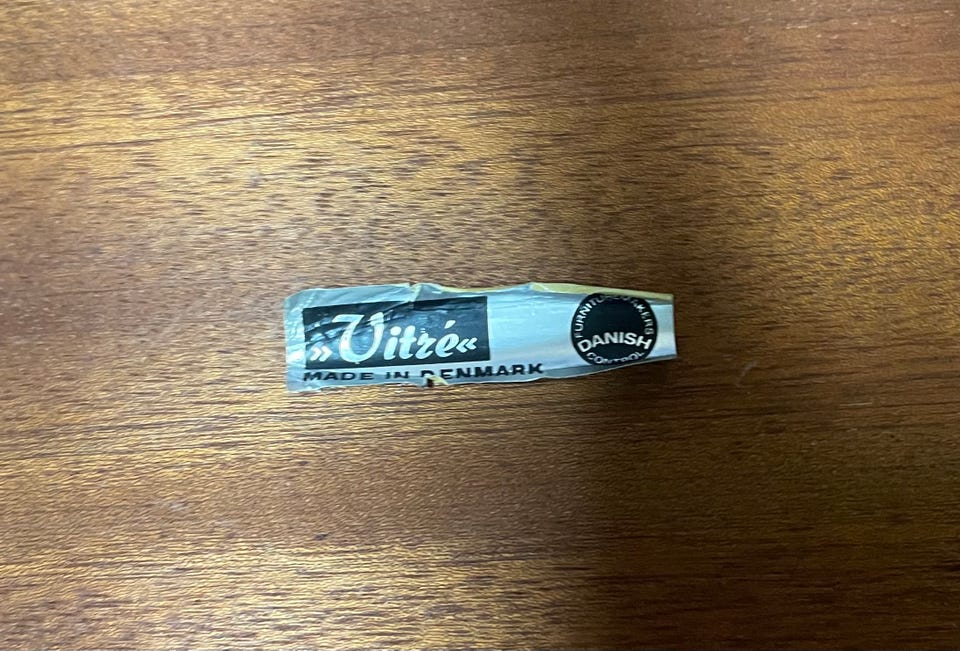 »Vitré«
MADE IN DENMARK
FURNITUREMAKERS
DANISH
CONTROL